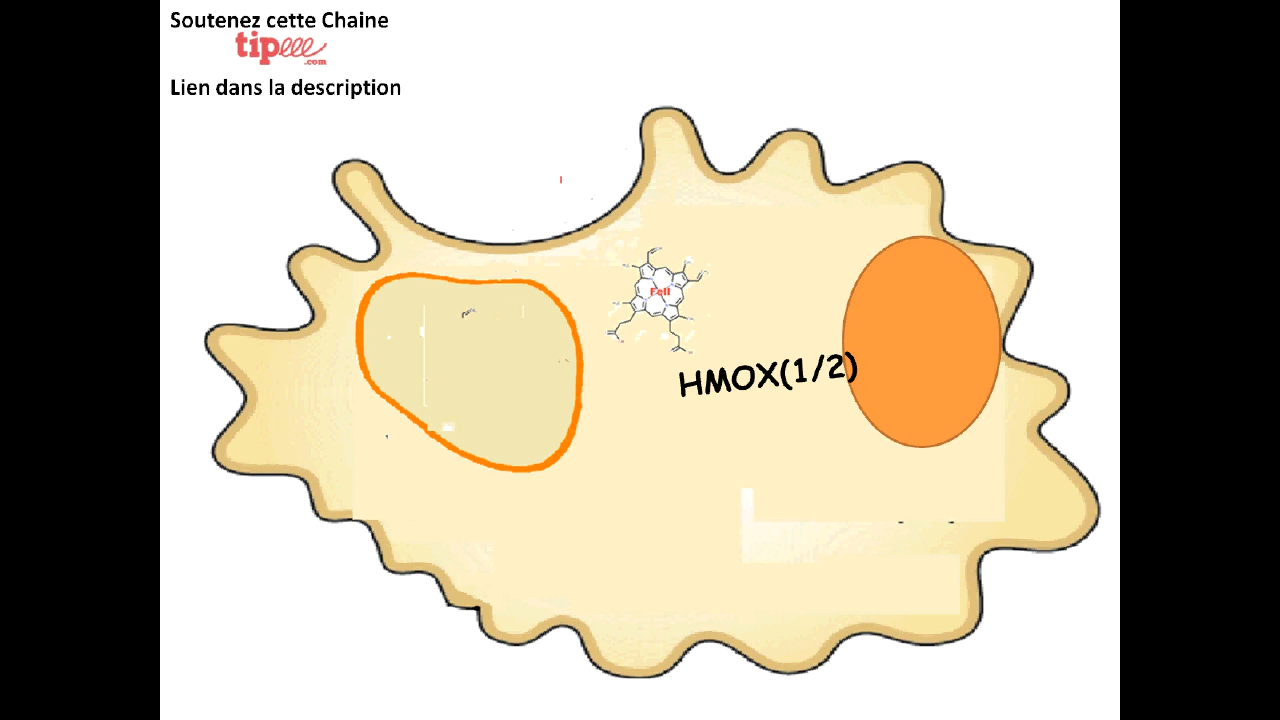 Soutenez cette Chaine
tipeee
.com
Lien dans la description
FeII
HMOX(1/2)